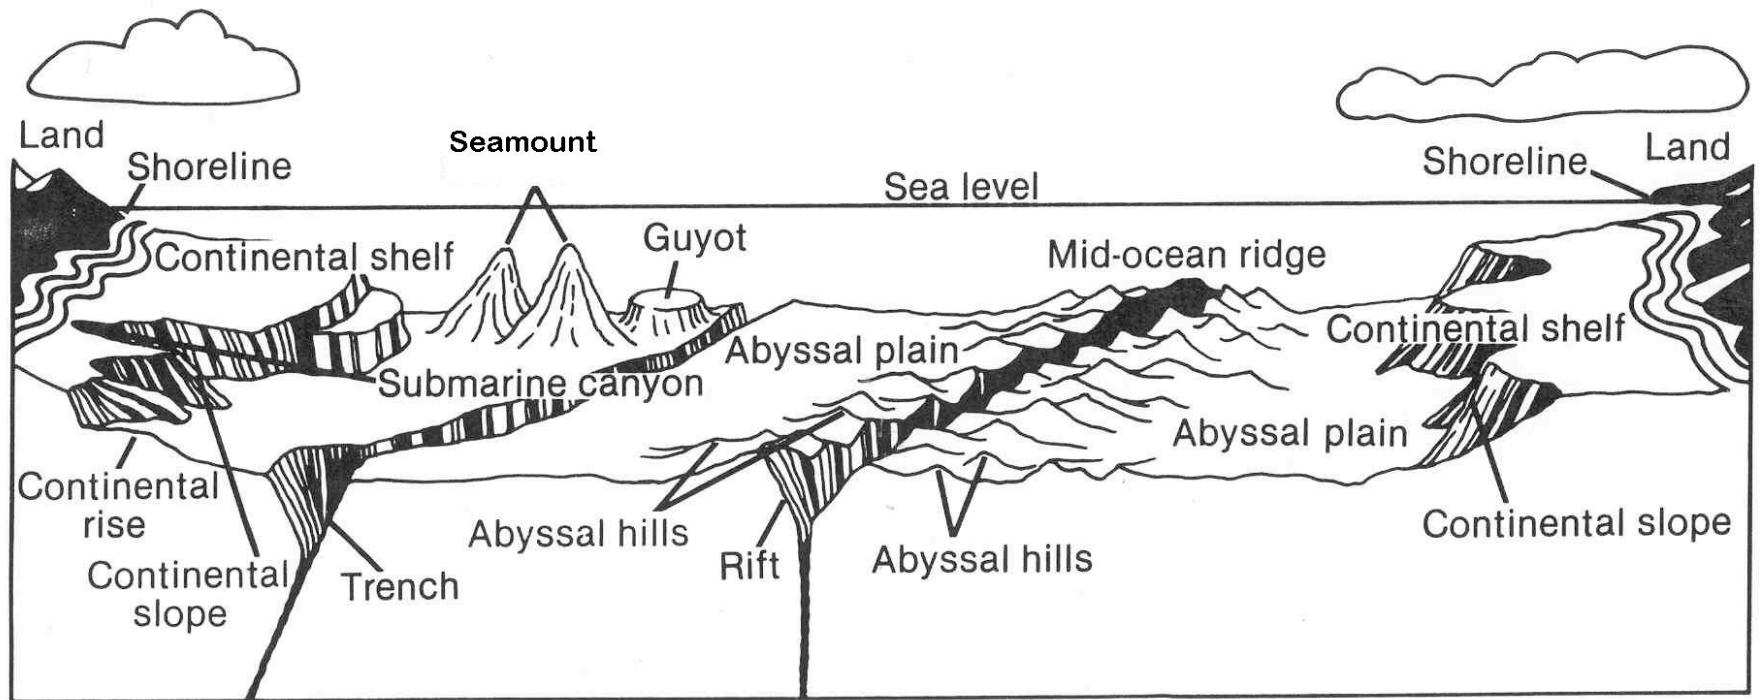 Land
Shoreline
Seamount
Sea level
Shoreline
Land
Continental shelf
Guyot
Mid-ocean ridge
Continental shelf
Abyssal plain
Submarine canyon
Abyssal plain
Continental
rise
Abyssal hills
Continental slope
Rift
Abyssal hills
Continental
slope
Trench